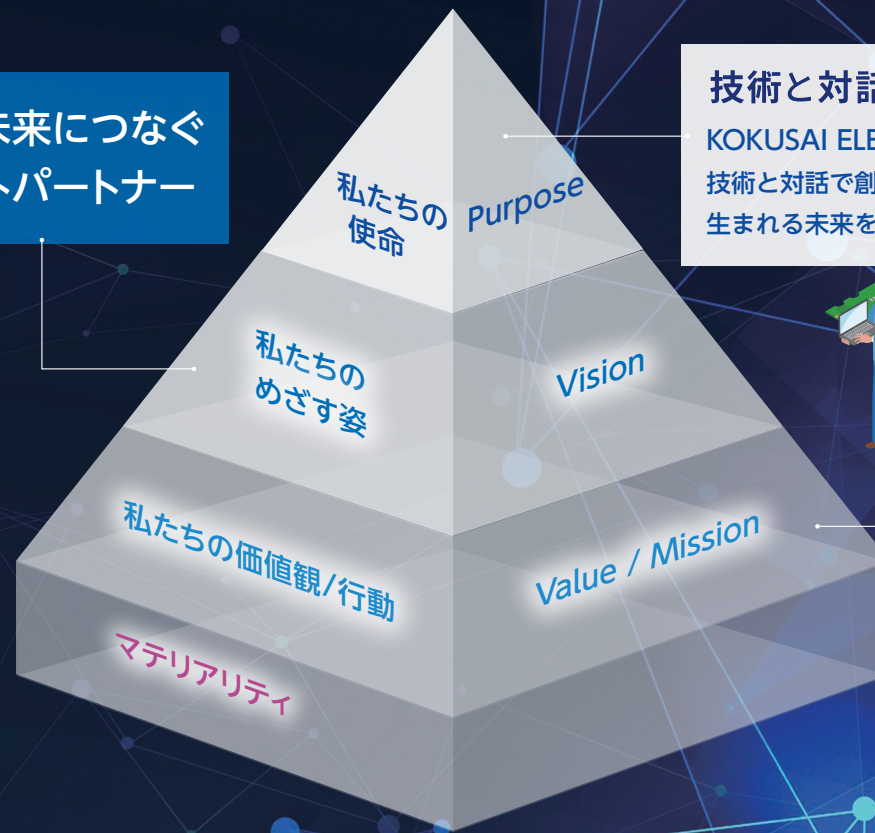 未来につなぐ
トパートナー
技術と対話
KOKUSAI ELE
技術と対話で創
生まれる未来を
私たちの
使命
Purpose
私たちの
めざす姿
Vision
私たちの価値観/行動
Value / Mission
マテリアリティ